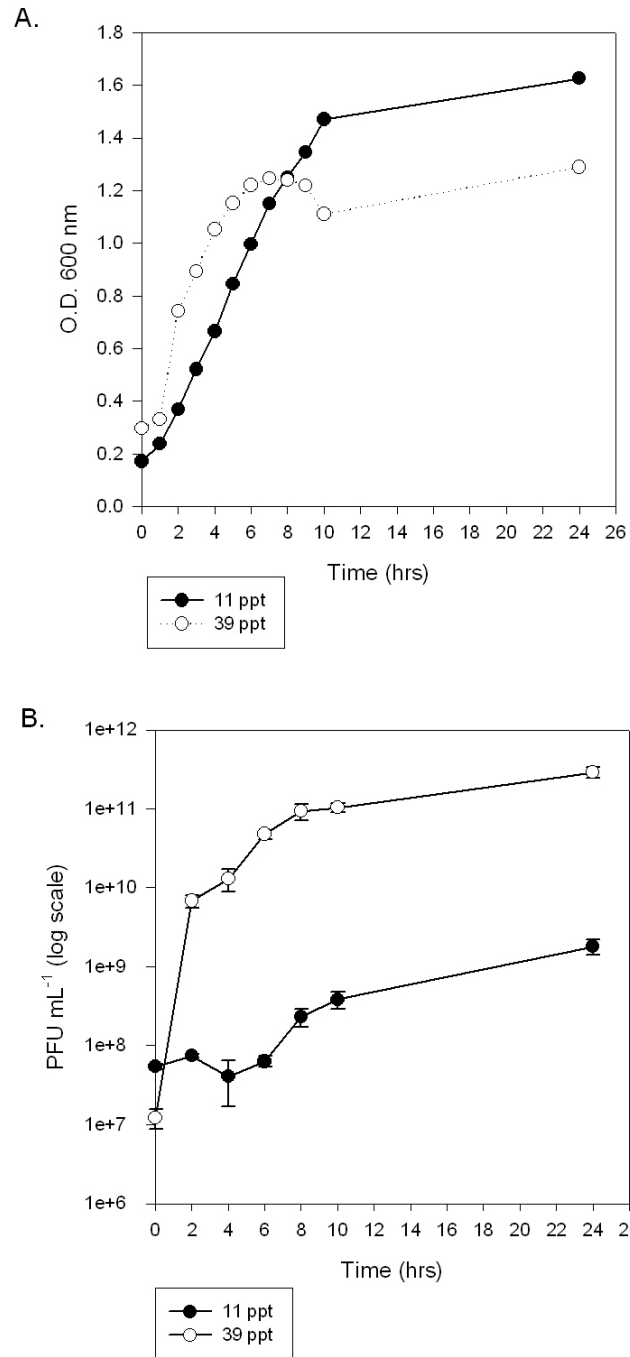 A.
1.8
1.6
1.4
1.2
1.0
0.8
0.6
0.4
0.2
0.0
O.D. 600 nm
0 2 4 6 8 10 12 14 16 18 20 22 24 26
Time (hrs)
11 ppt
39 ppt
B.
1e+12
1e+11
1e+10
1e+9
1e+8
1e+7
1e+6
PFU mL⁻¹ (log scale)
0 2 4 6 8 10 12 14 16 18 20 22 24 2
Time (hrs)
11 ppt
39 ppt